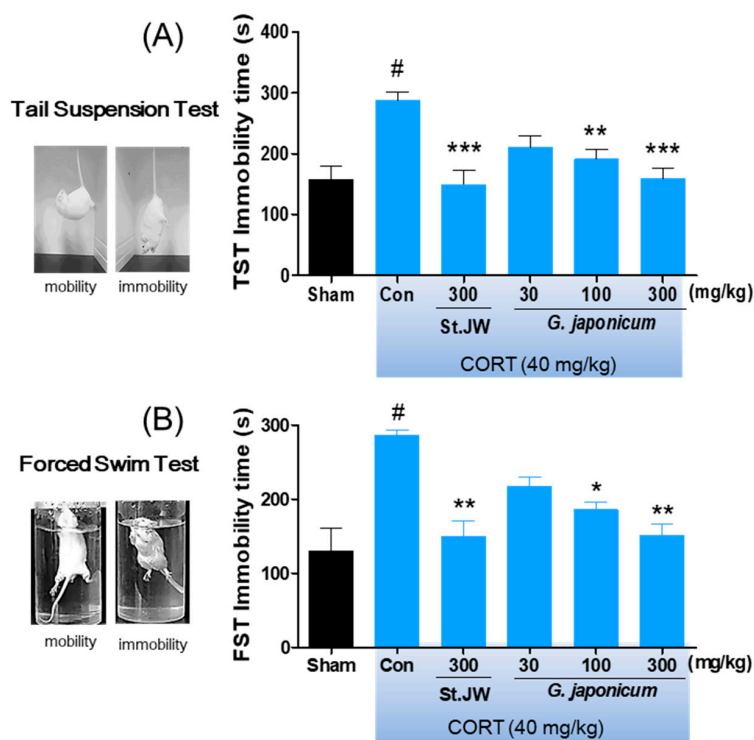 (A)
Tail Suspension Test
mobility immobility
TST Immobility time (s)
400
300
200
100
0
#
***
**
***
Sham Con 300 30 100 300 (mg/kg)
St.JW G. japonicum
CORT (40 mg/kg)
(B)
Forced Swim Test
mobility immobility
FST Immobility time (s)
300
200
100
0
#
**
*
**
Sham Con 300 30 100 300 (mg/kg)
St.JW G. japonicum
CORT (40 mg/kg)